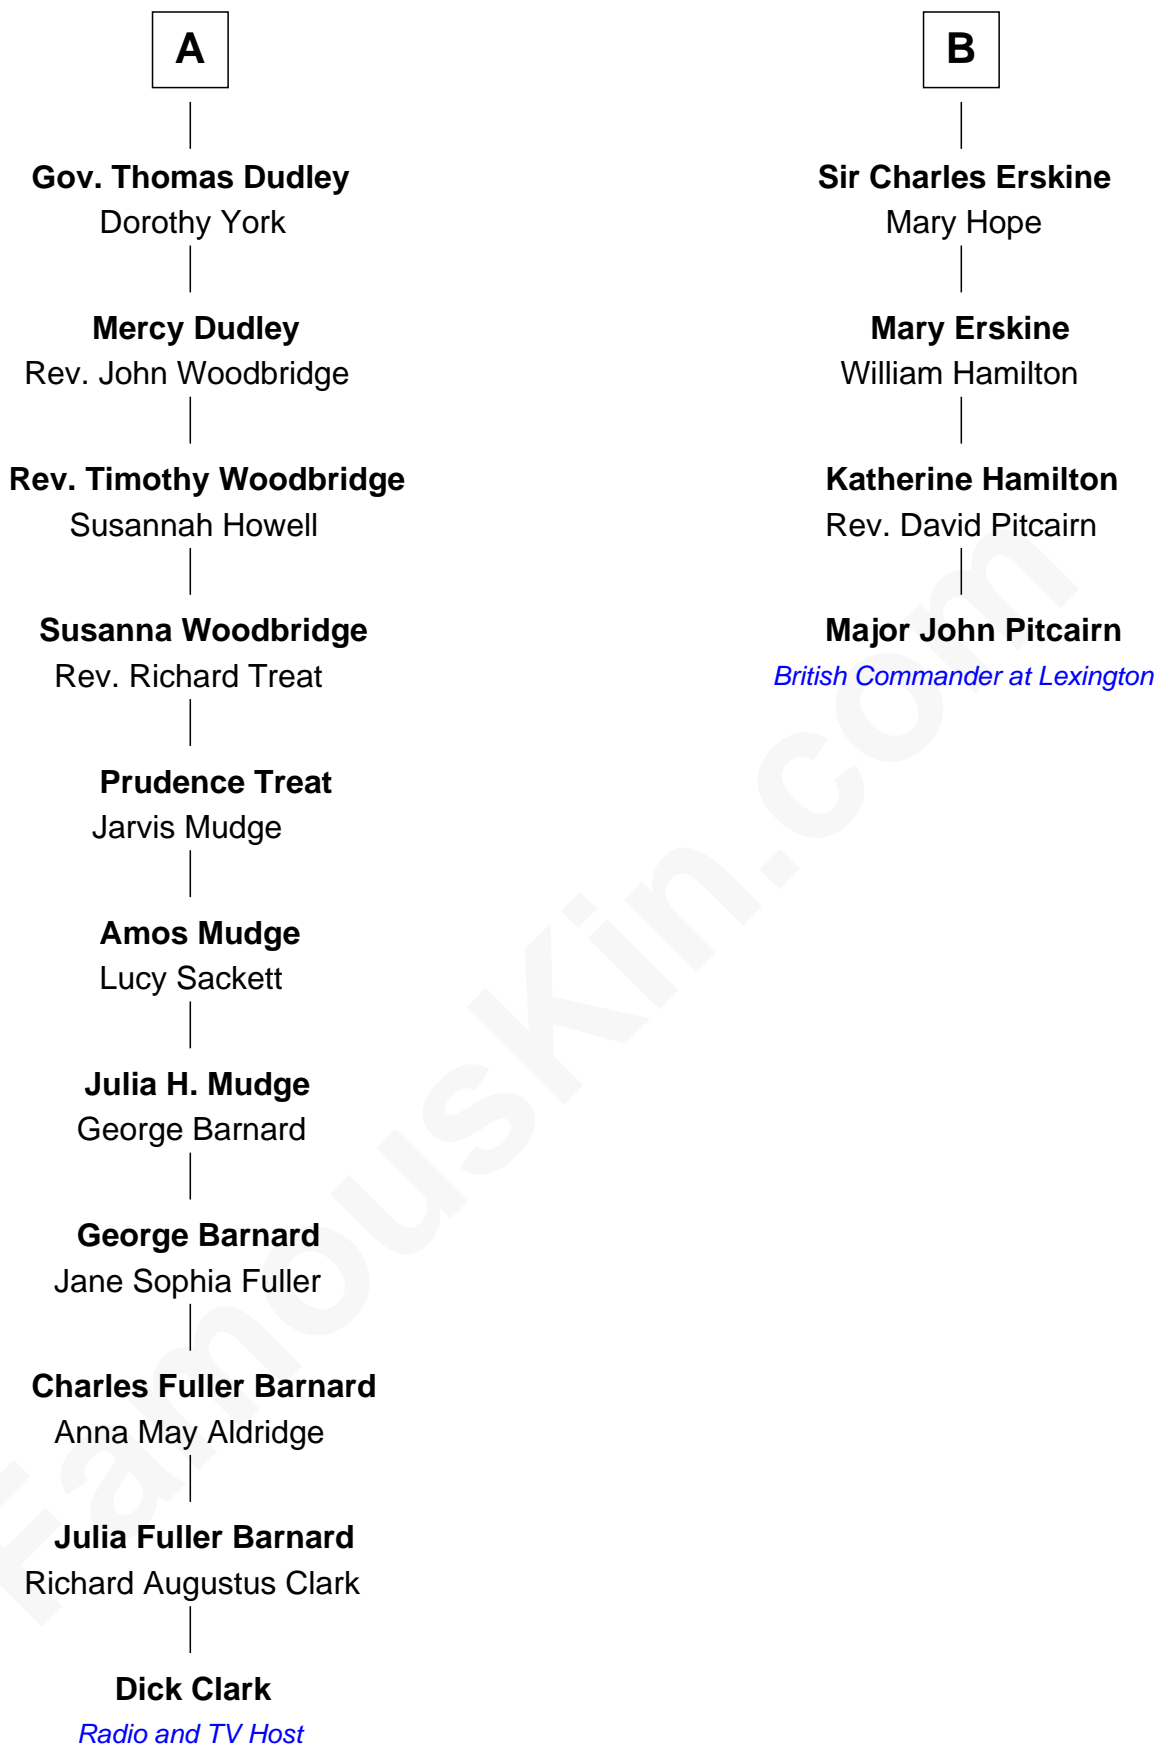 A
Gov. Thomas Dudley
Dorothy York
Mercy Dudley
Rev. John Woodbridge
Rev. Timothy Woodbridge
Susannah Howell
Susanna Woodbridge
Rev. Richard Treat
Prudence Treat
Jarvis Mudge
Amos Mudge
Lucy Sackett
Julia H. Mudge
George Barnard
George Barnard
Jane Sophia Fuller
Charles Fuller Barnard
Anna May Aldridge
Julia Fuller Barnard
Richard Augustus Clark
Dick Clark
Radio and TV Host
B
Sir Charles Erskine
Mary Hope
Mary Erskine
William Hamilton
Katherine Hamilton
Rev. David Pitcairn
Major John Pitcairn
British Commander at Lexington
FamousKin.com